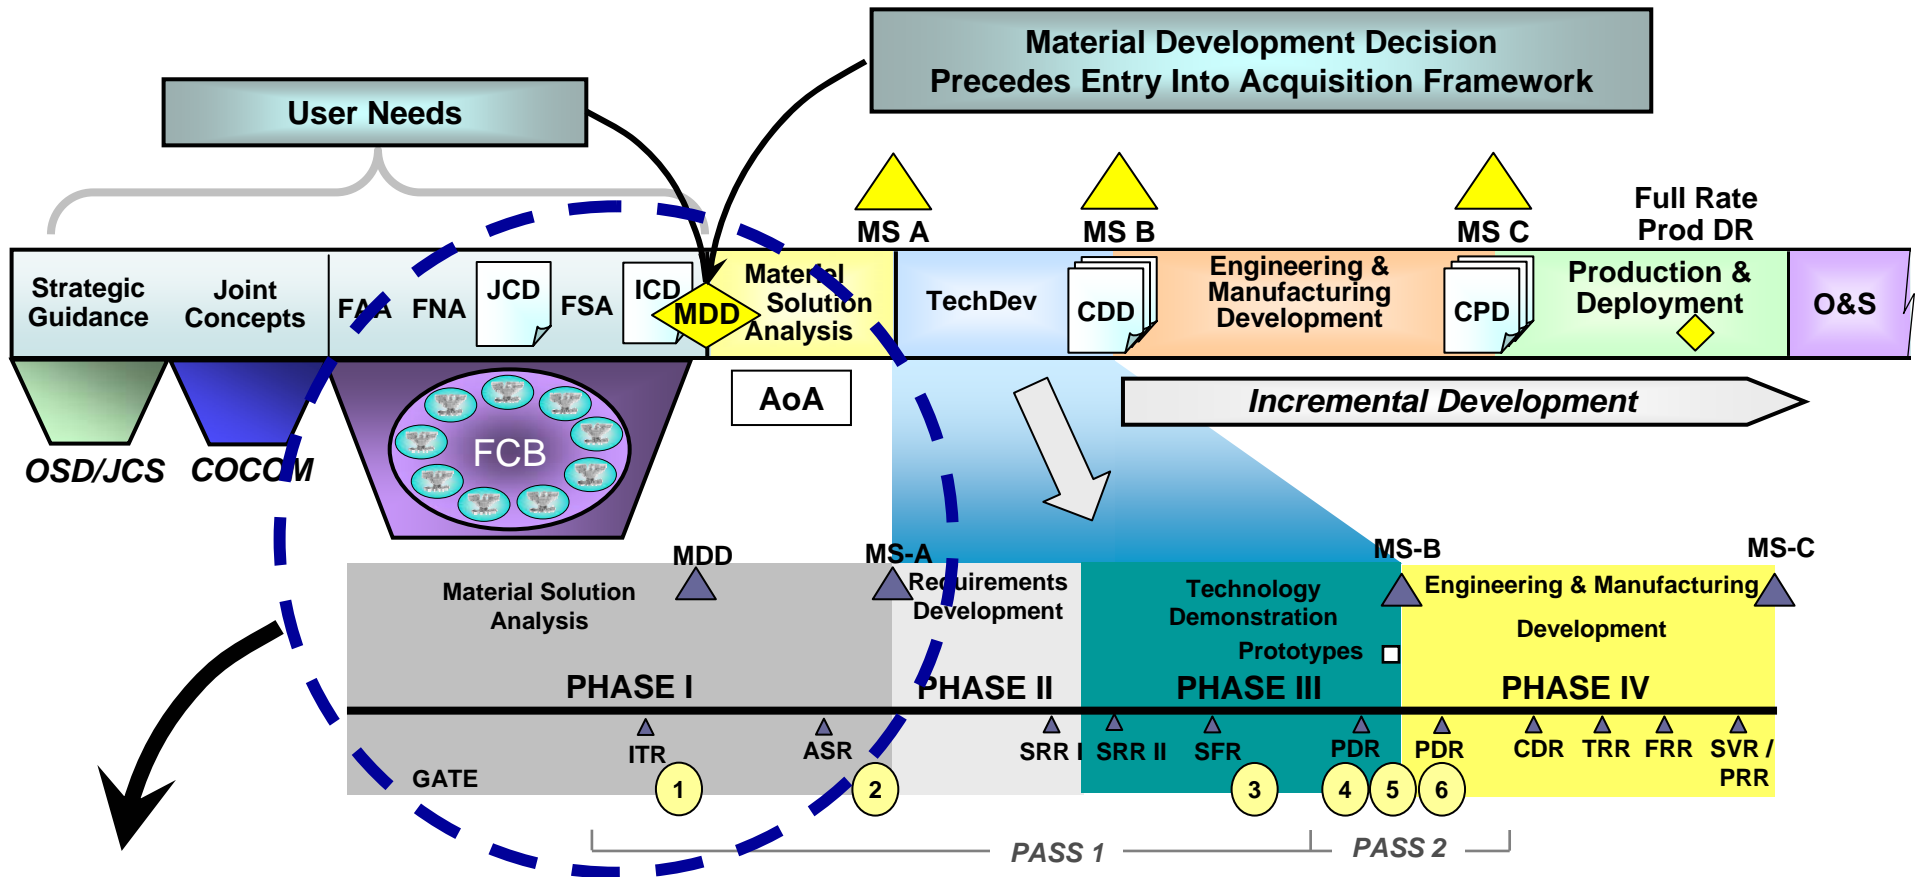 Material Development Decision
Precedes Entry Into Acquisition Framework
User Needs
MS A
MS B
MS C
Full Rate
Prod DR
Strategic
Guidance
Joint
Concepts
FAA
FNA
JCD
FSA
ICD
MDD
Materiel
Solution
Analysis
TechDev
CDD
Engineering &
Manufacturing
Development
CPD
Production &
Deployment
O&S
AoA
Incremental Development
OSD/JCS
COCOM
FCB
MDD
MS-A
MS-B
MS-C
Material Solution
Analysis
Requirements
Development
Technology
Demonstration
Prototypes
Engineering & Manufacturing
Development
PHASE I
PHASE II
PHASE III
PHASE IV
ITR
ASR
SRR I
SRR II
SFR
PDR
PDR
CDR
TRR
FRR
SVR /
PRR
GATE
1
2
3
4
5
6
PASS 1
PASS 2